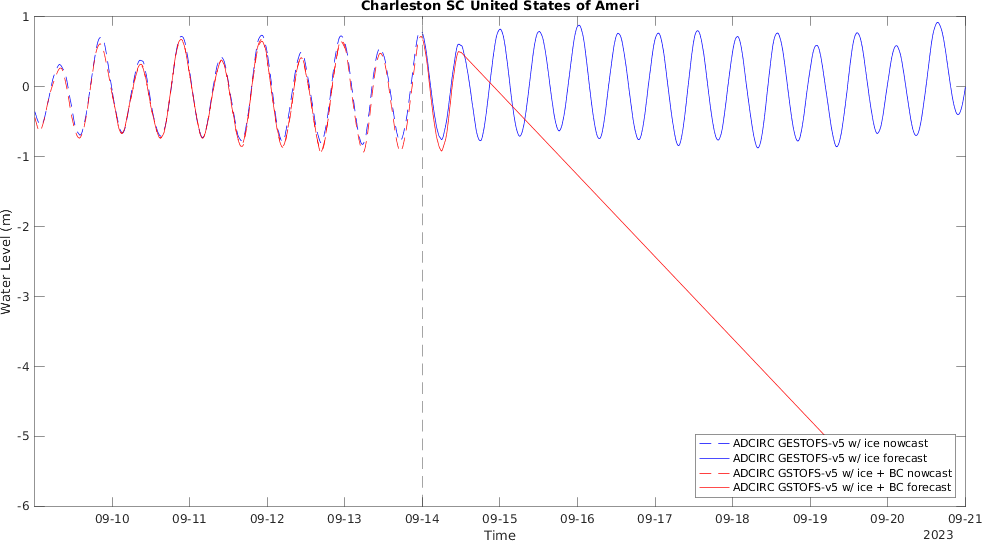 Charleston SC United States of Ameri
1
0
-1
-2
-3
-4
-5
-6
Water Level (m)
ADCIRC GESTOFS-v5 w/ ice nowcast
ADCIRC GESTOFS-v5 w/ ice forecast
ADCIRC GSTOFS-v5 w/ ice + BC nowcast
ADCIRC GSTOFS-v5 w/ ice + BC forecast
09-10 09-11 09-12 09-13 09-14 09-15 09-16 09-17 09-18 09-19 09-20 09-21
Time
2023